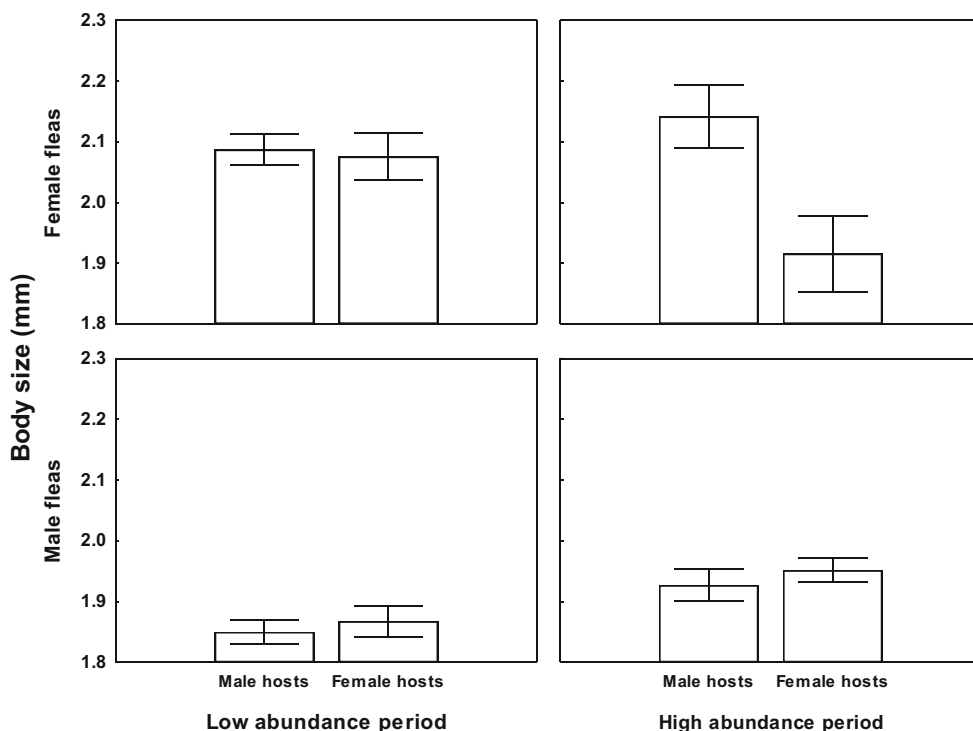 Body size (mm)
Female fleas
2.3
2.2
2.1
2.0
1.9
1.8
Male fleas
2.3
2.2
2.1
2.0
1.9
1.8
Male hosts Female hosts Male hosts Female hosts
Low abundance period High abundance period